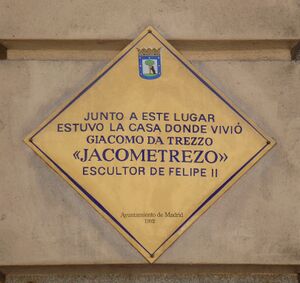 JUNTO A ESTE LUGAR
ESTUVO LA CASA DONDE VIVIÓ
GIACOMO DA TREZZO
«JACOMETREZO»
ESCULTOR DE FELIPE II
Ayuntamiento de Madrid
1992